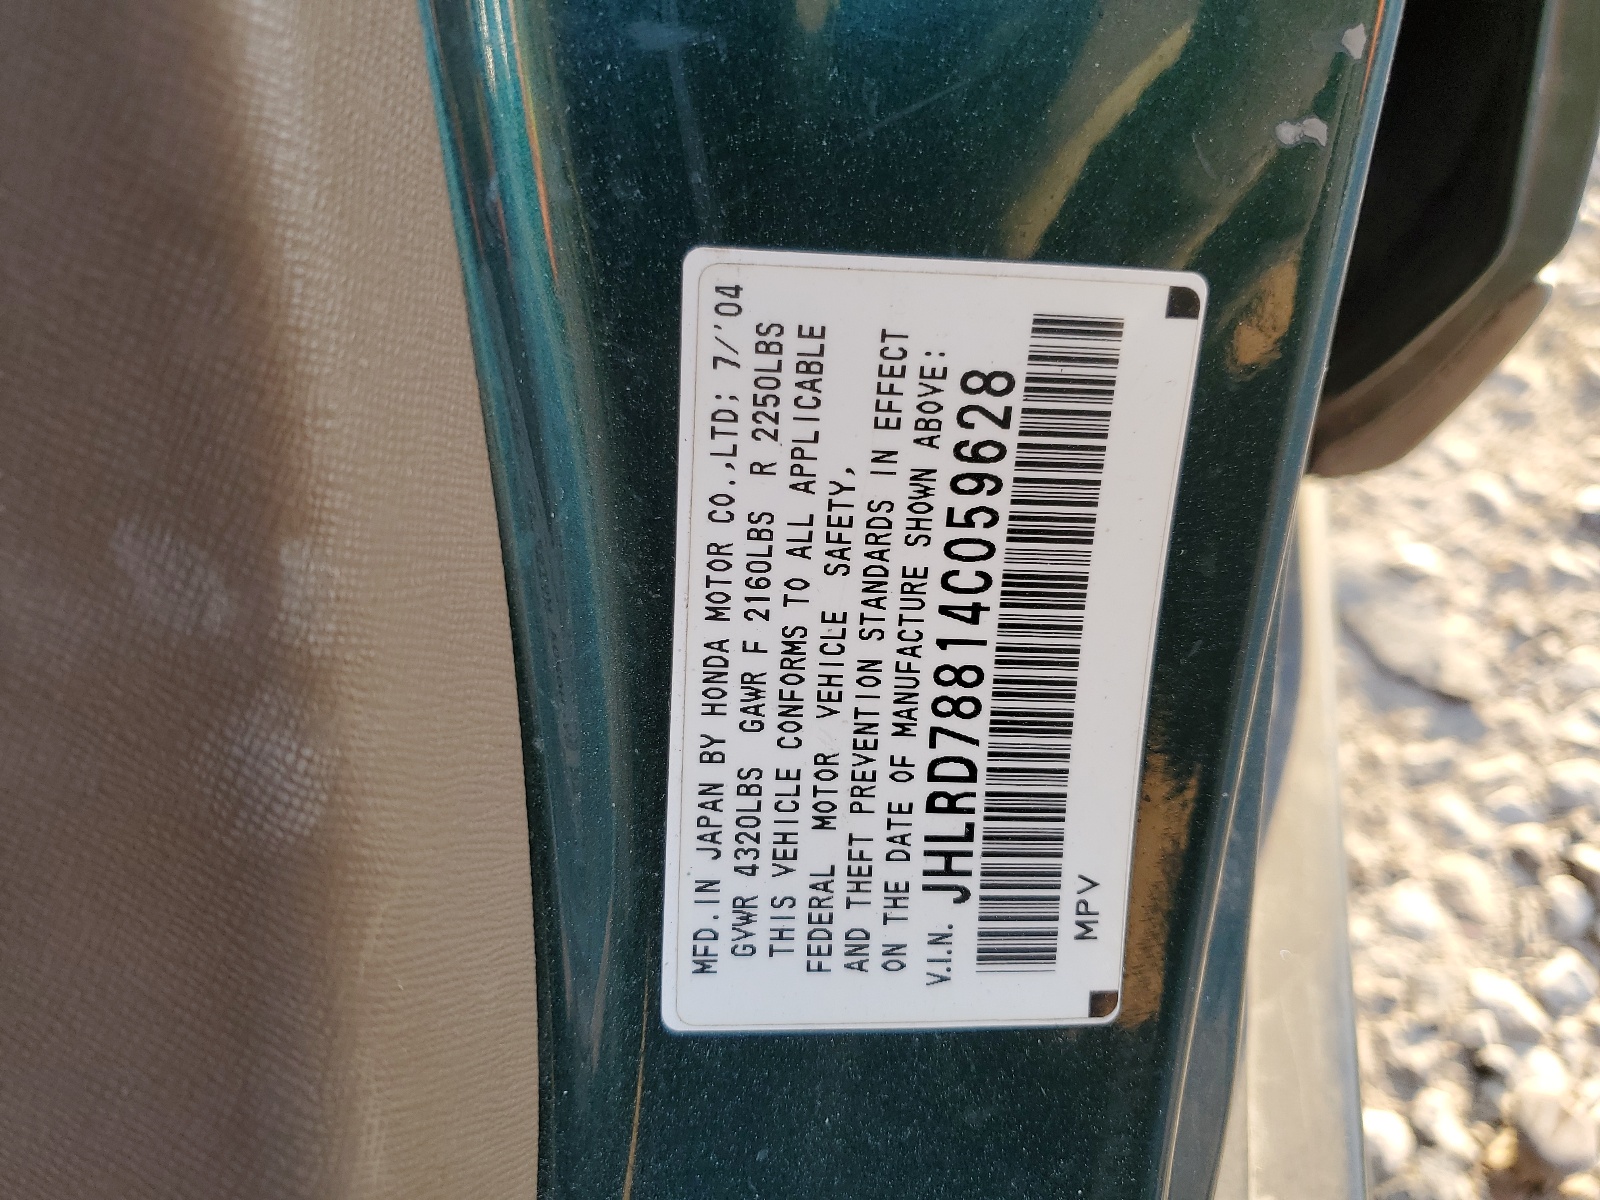 MFD. IN JAPAN BY HONDA MOTOR CO.,LTD; 7/'04
GVWR 4320LBS GAWR F 2160LBS R 2250LBS
THIS VEHICLE CONFORMS TO ALL APPLICABLE
FEDERAL MOTOR VEHICLE SAFETY,
AND THEFT PREVENTION STANDARDS IN EFFECT
ON THE DATE OF MANUFACTURE SHOWN ABOVE:
V.I.N. JHLRD78814C059628
MPV